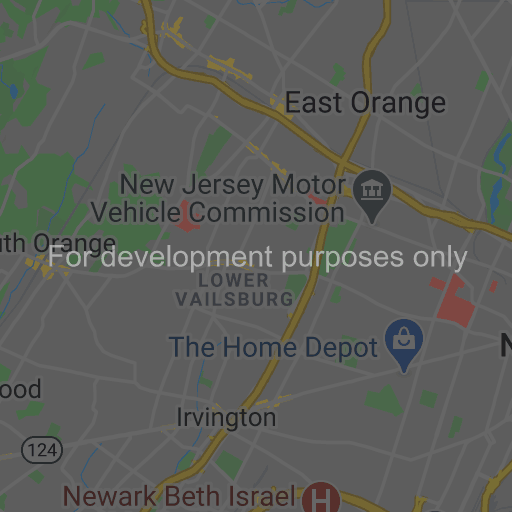 East Orange
New Jersey Motor
Vehicle Commission
uth Orange
For development purposes only
LOWER
VAILSBURG
The Home Depot
N
ood
Irvington
124
Newark Beth Israel
H